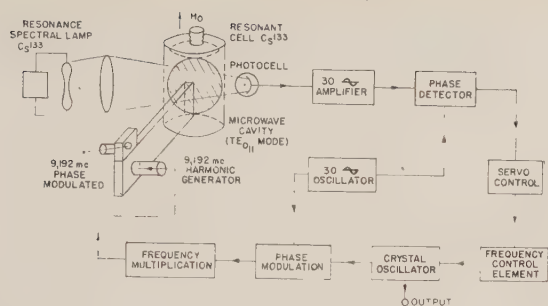 RESONANCE
SPECTRAL LAMP
Cs133
M0
RESONANT
CELL Cs133
PHOTOCELL
30 ∿
AMPLIFIER
PHASE
DETECTOR
MICROWAVE
CAVITY
(TE011 MODE)
9,192 mc
PHASE
MODULATED
9,192 mc
HARMONIC
GENERATOR
30 ∿
OSCILLATOR
SERVO
CONTROL
FREQUENCY
MULTIPLICATION
PHASE
MODULATION
CRYSTAL
OSCILLATOR
FREQUENCY
CONTROL
ELEMENT
OUTPUT